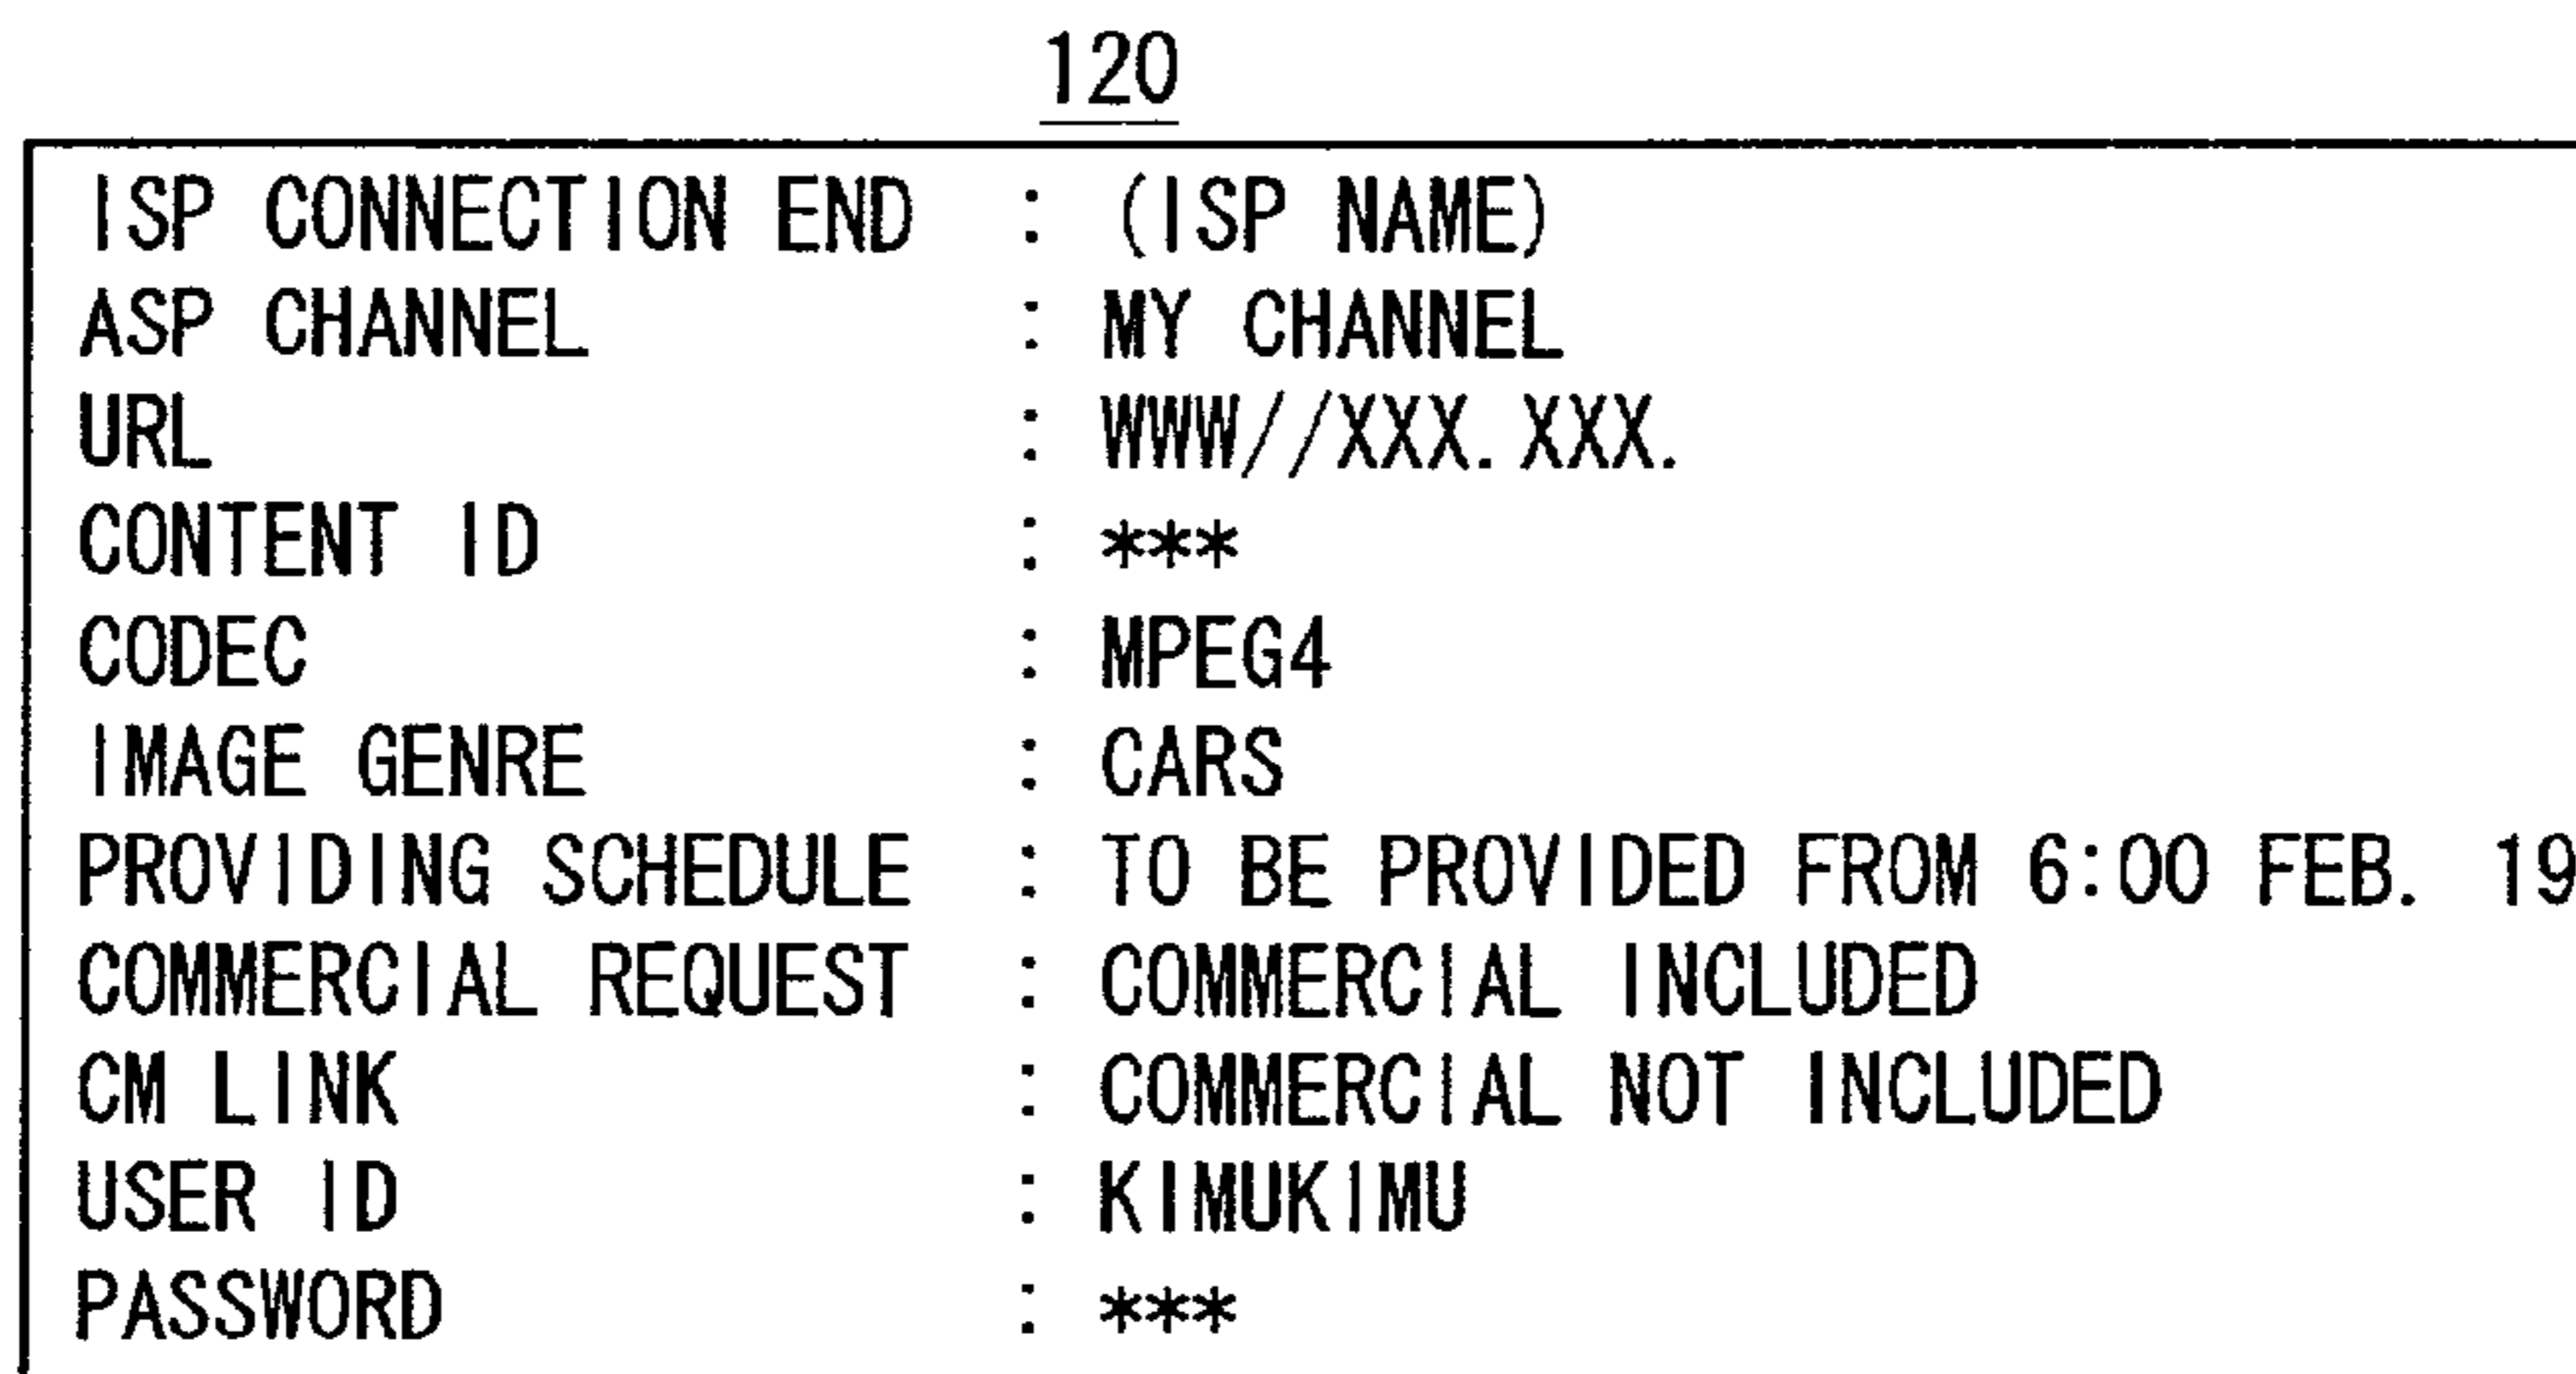 120
ISP CONNECTION END : (ISP NAME)
ASP CHANNEL : MY CHANNEL
URL : WWW//XXX.XXX.
CONTENT ID : ***
CODEC : MPEG4
IMAGE GENRE : CARS
PROVIDING SCHEDULE : TO BE PROVIDED FROM 6:00 FEB. 19
COMMERCIAL REQUEST : COMMERCIAL INCLUDED
CM LINK : COMMERCIAL NOT INCLUDED
USER ID : KIMUKIMU
PASSWORD : ***